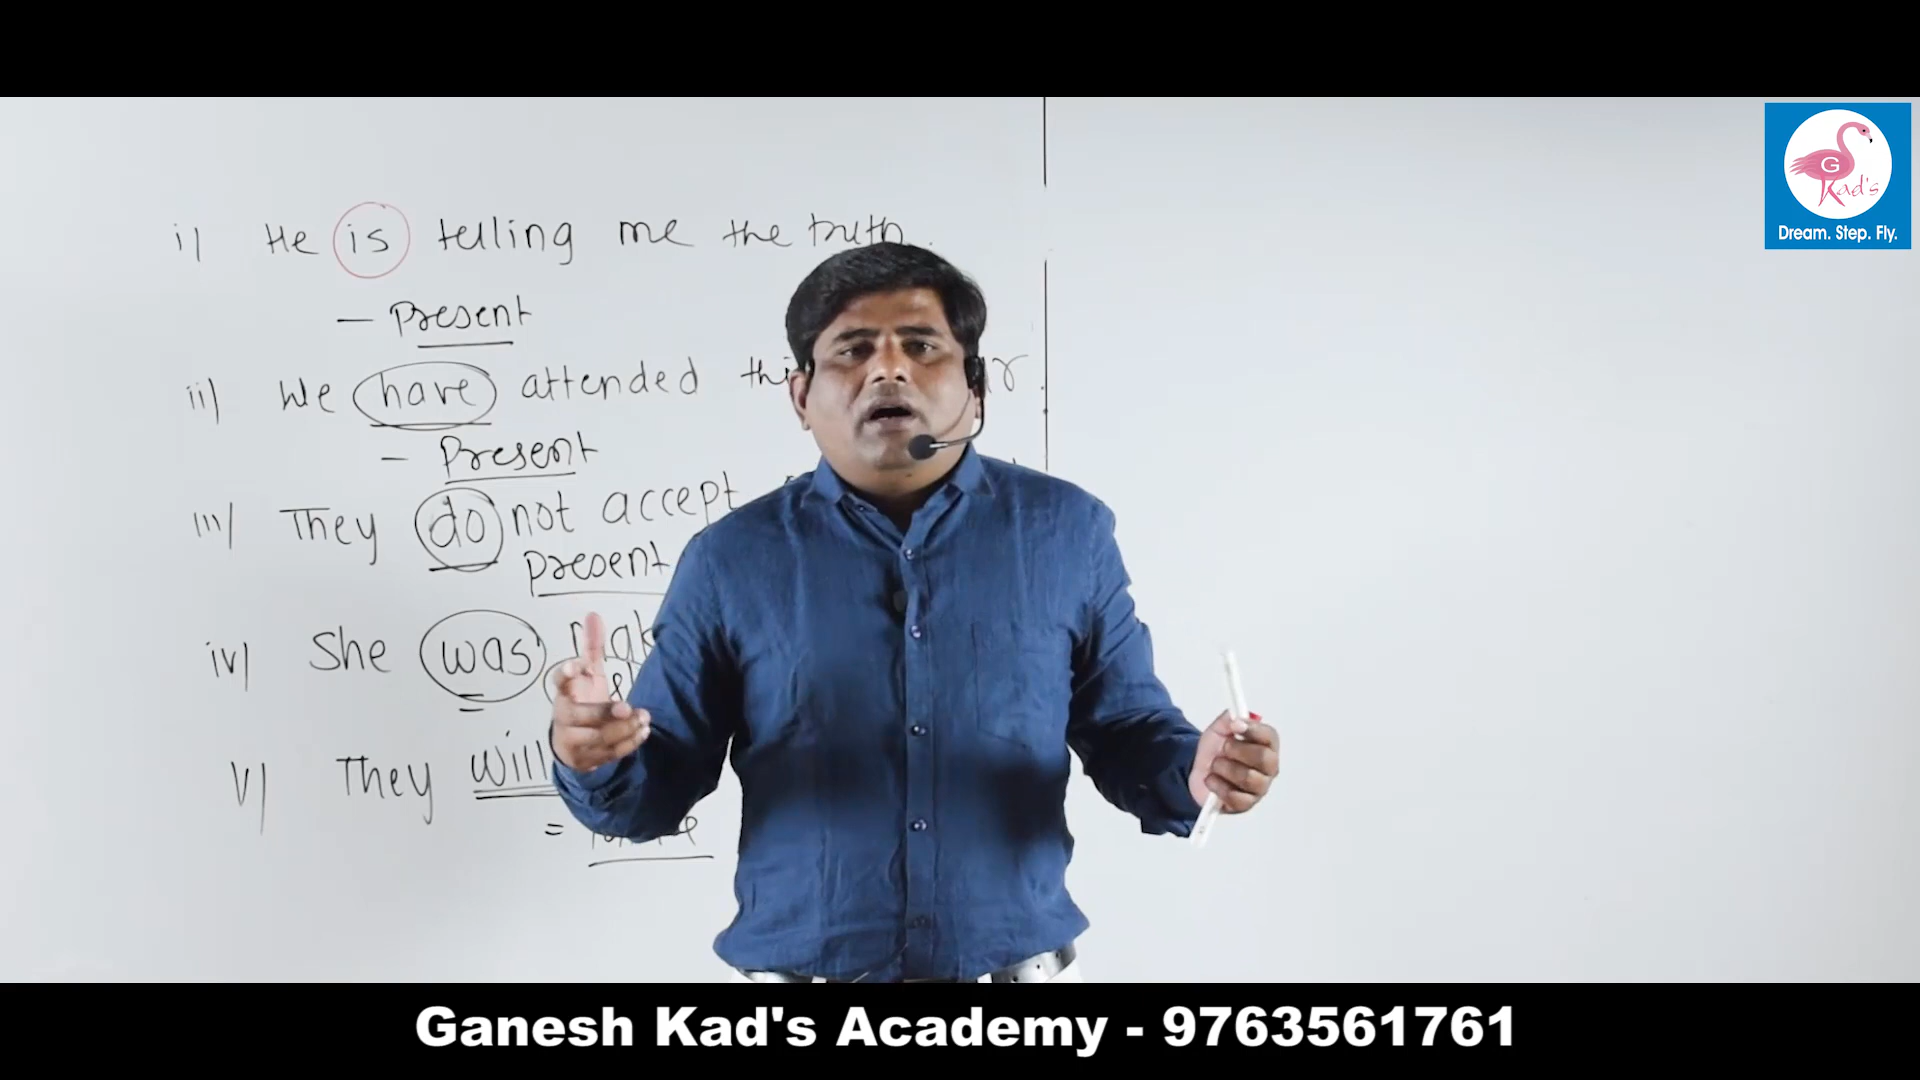 i) He is telling me the truth.
- Present
ii) We have attended
- Present
iii) They do not accept
present
iv) She was
v) They will
=
G
Kad's
Dream. Step. Fly.
Ganesh Kad's Academy - 9763561761